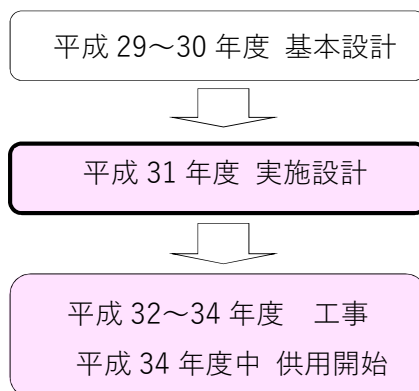 平成 29～30 年度 基本設計
平成 31 年度 実施設計
平成 32～34 年度　工事
平成 34 年度中 供用開始